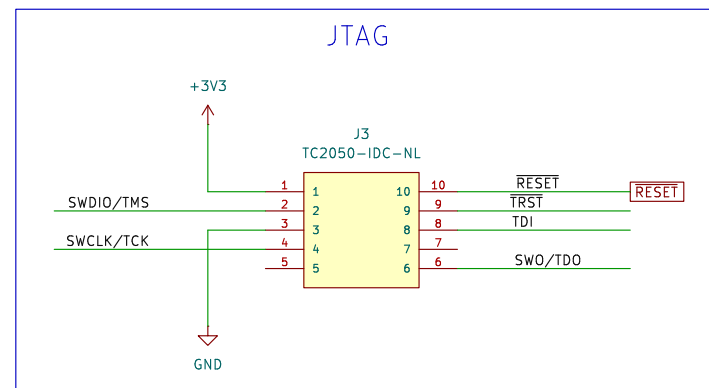 JTAG
+3V3
J3
TC2050-IDC-NL
1 1 10 10 RESET RESET
SWDIO/TMS 2 2 9 9 TRST
3 3 8 8 TDI
SWCLK/TCK 4 4 7 7
5 5 6 6 SWO/TDO
GND